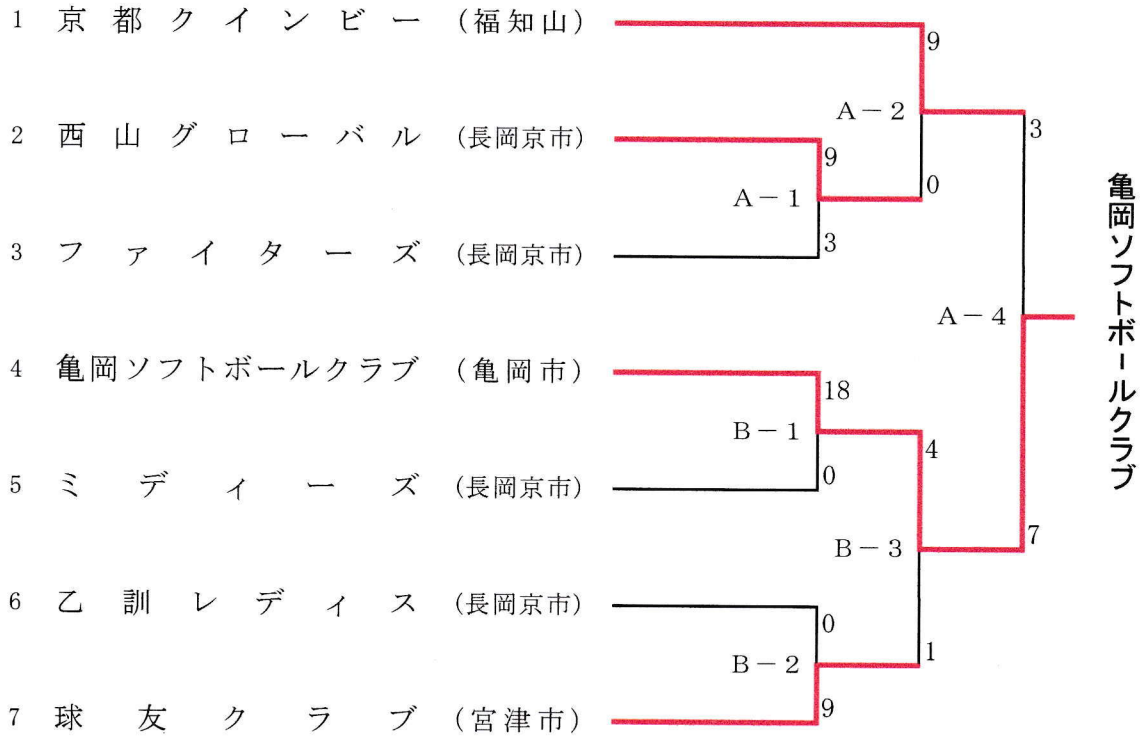 1 京都クインビー (福知山)
9
A-2
3
2 西山グローバル (長岡京市)
9
0
A-1
3 ファイターズ (長岡京市)
3
A-4
亀岡ソフトボールクラブ
4 亀岡ソフトボールクラブ (亀岡市)
18
B-1
4
5 ミディーズ (長岡京市)
0
B-3
7
6 乙訓レディス (長岡京市)
0
B-2
1
7 球友クラブ (宮津市)
9